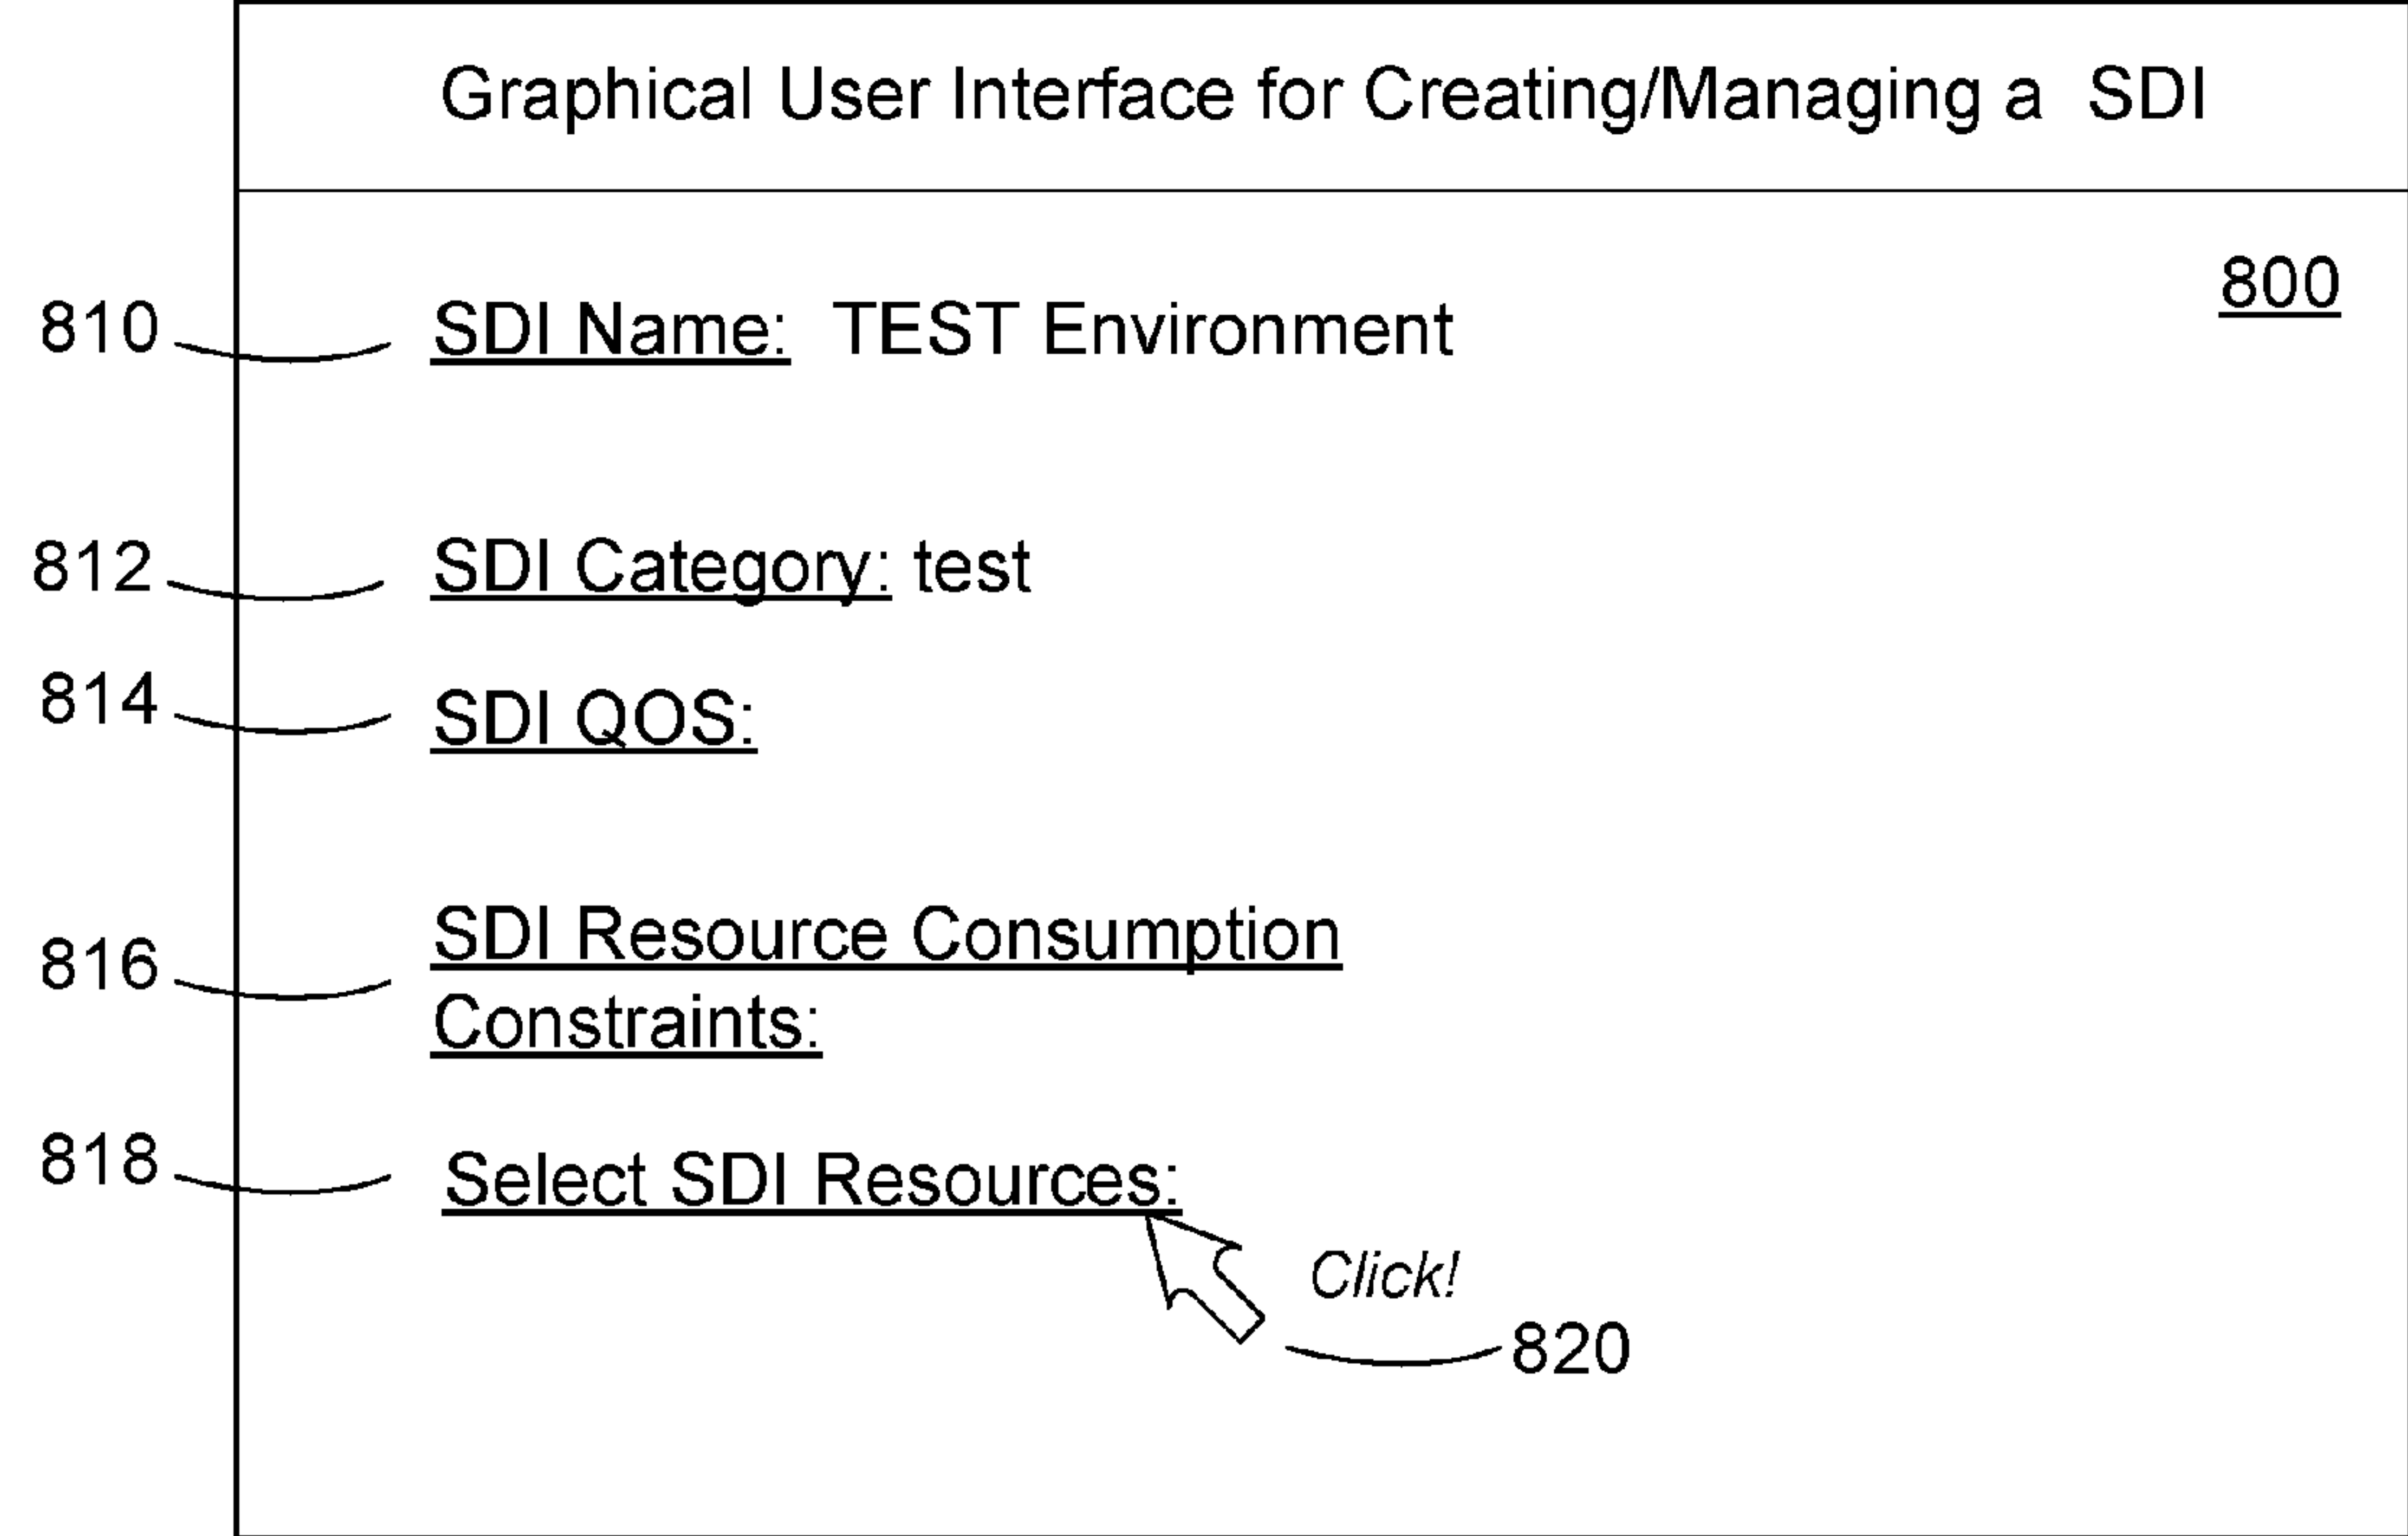 Graphical User Interface for Creating/Managing a SDI
800
810 SDI Name: TEST Environment
812 SDI Category: test
814 SDI QOS:
816 SDI Resource Consumption
Constraints:
818 Select SDI Resources:
Click!
820